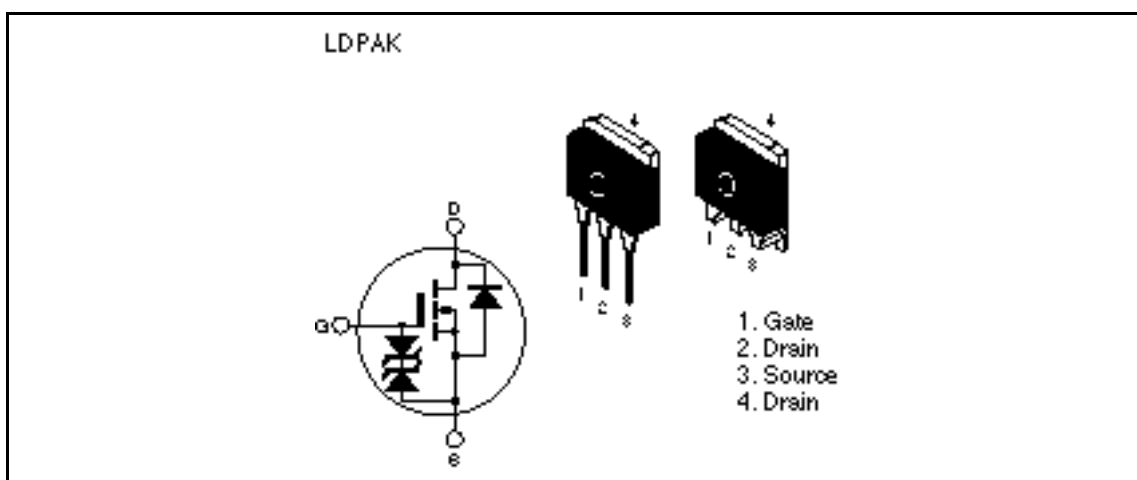 LDPAK
4
4
D
G
1
2
3
1
2
3
1. Gate
2. Drain
3. Source
4. Drain
S